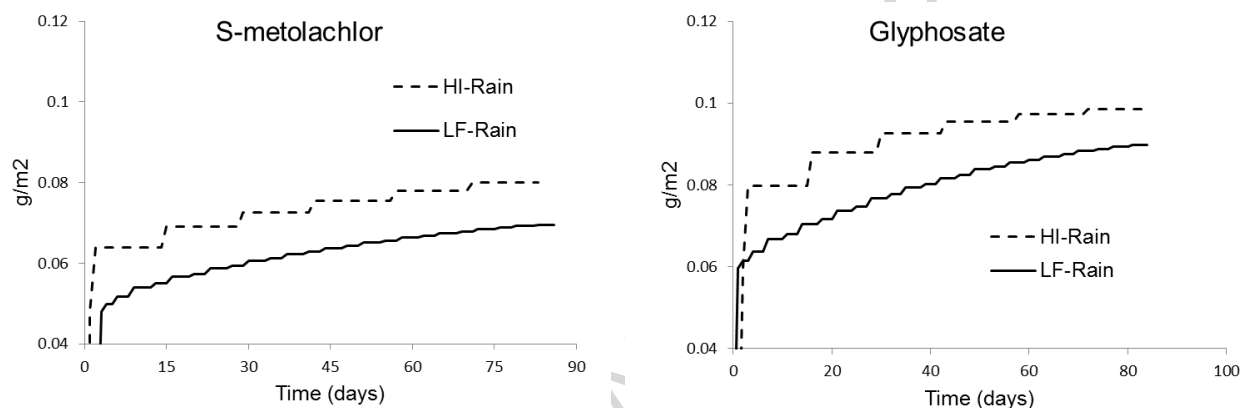 S-metolachlor
0.12
0.1
0.08
0.06
0.04
g/m2
HI-Rain
LF-Rain
0 15 30 45 60 75 90
Time (days)
Glyphosate
0.12
0.1
0.08
0.06
0.04
g/m2
HI-Rain
LF-Rain
0 20 40 60 80 100
Time (days)